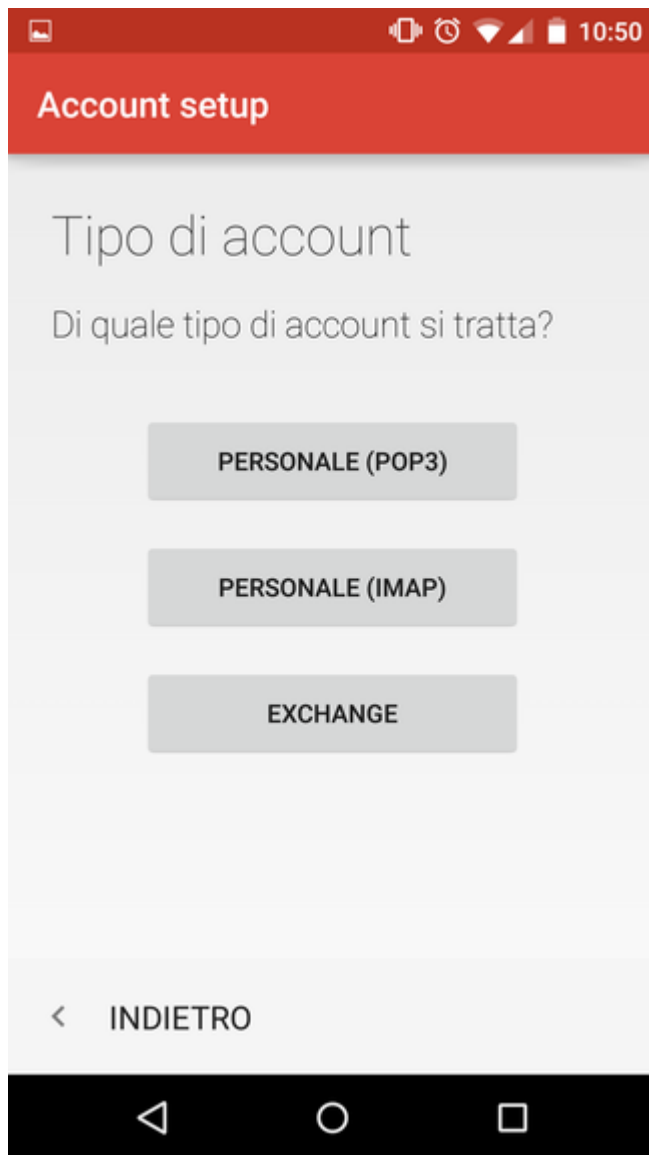 10:50
Account setup
Tipo di account
Di quale tipo di account si tratta?
PERSONALE (POP3)
PERSONALE (IMAP)
EXCHANGE
INDIETRO